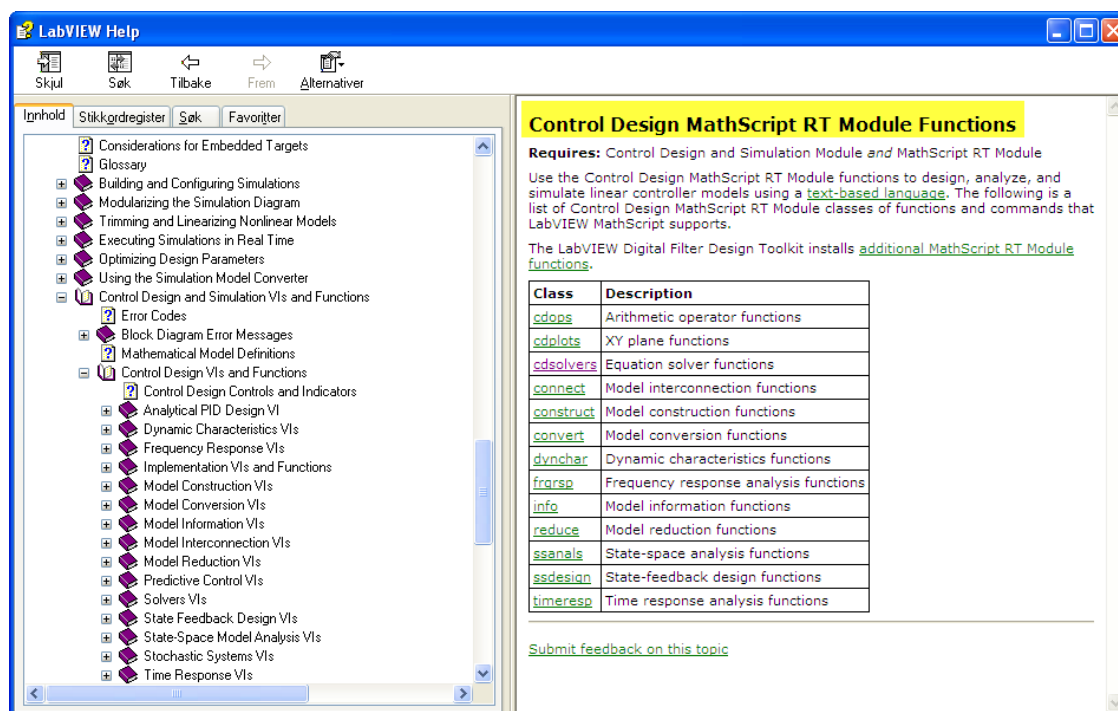 LabVIEW Help
Skjul Søk Tilbake Frem Alternativer
Innhold Stikkordregister Søk Favoritter
Considerations for Embedded Targets
Glossary
Building and Configuring Simulations
Modularizing the Simulation Diagram
Trimming and Linearizing Nonlinear Models
Executing Simulations in Real Time
Optimizing Design Parameters
Using the Simulation Model Converter
Control Design and Simulation VIs and Functions
Error Codes
Block Diagram Error Messages
Mathematical Model Definitions
Control Design VIs and Functions
Control Design Controls and Indicators
Analytical PID Design VI
Dynamic Characteristics VIs
Frequency Response VIs
Implementation VIs and Functions
Model Construction VIs
Model Conversion VIs
Model Information VIs
Model Interconnection VIs
Model Reduction VIs
Predictive Control VIs
Solvers VIs
State Feedback Design VIs
State-Space Model Analysis VIs
Stochastic Systems VIs
Time Response VIs
Control Design MathScript RT Module Functions
Requires: Control Design and Simulation Module and MathScript RT Module
Use the Control Design MathScript RT Module functions to design, analyze, and
simulate linear controller models using a text-based language. The following is a
list of Control Design MathScript RT Module classes of functions and commands that
LabVIEW MathScript supports.
The LabVIEW Digital Filter Design Toolkit installs additional MathScript RT Module
functions.
Class Description
cdops Arithmetic operator functions
cdplots XY plane functions
cdsolvers Equation solver functions
connect Model interconnection functions
construct Model construction functions
convert Model conversion functions
dynchar Dynamic characteristics functions
frqrsp Frequency response analysis functions
info Model information functions
reduce Model reduction functions
ssanals State-space analysis functions
ssdesign State-feedback design functions
timeresp Time response analysis functions
Submit feedback on this topic